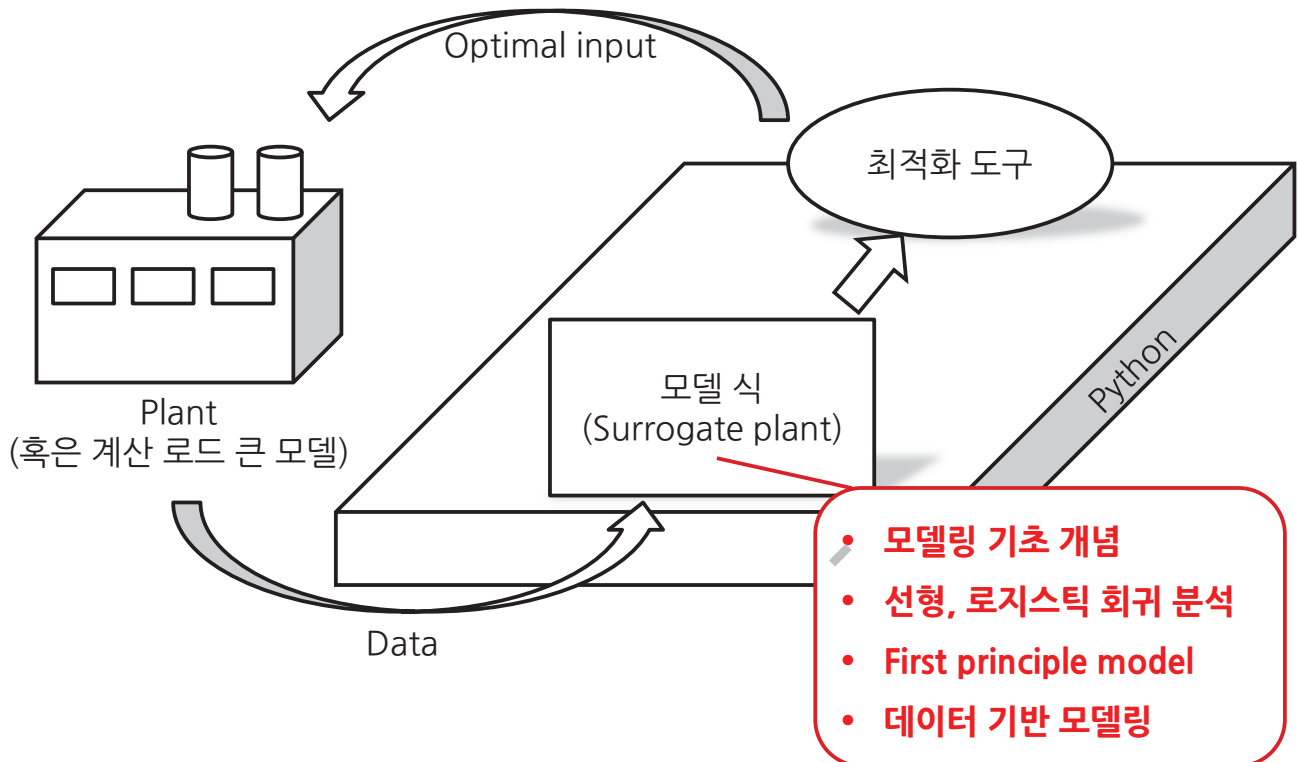 Optimal input
최적화 도구
모델 식
(Surrogate plant)
Python
Plant
(혹은 계산 로드 큰 모델)
Data
• 모델링 기초 개념
• 선형, 로지스틱 회귀 분석
• First principle model
• 데이터 기반 모델링